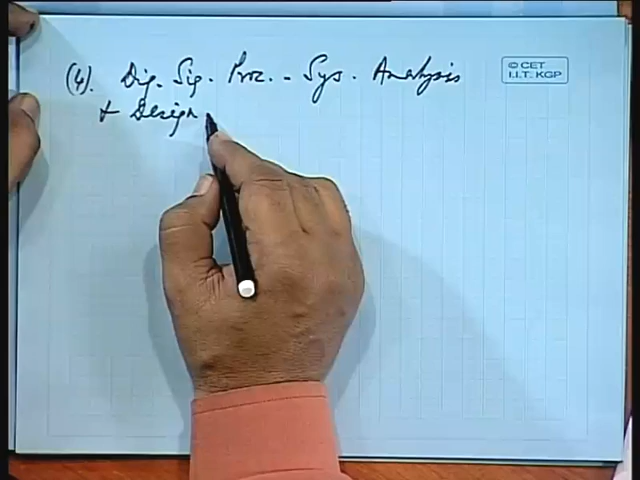 (4). Dig. Sig. Proc. - Sys. Analysis
+ Design
© CET
I.I.T. KGP